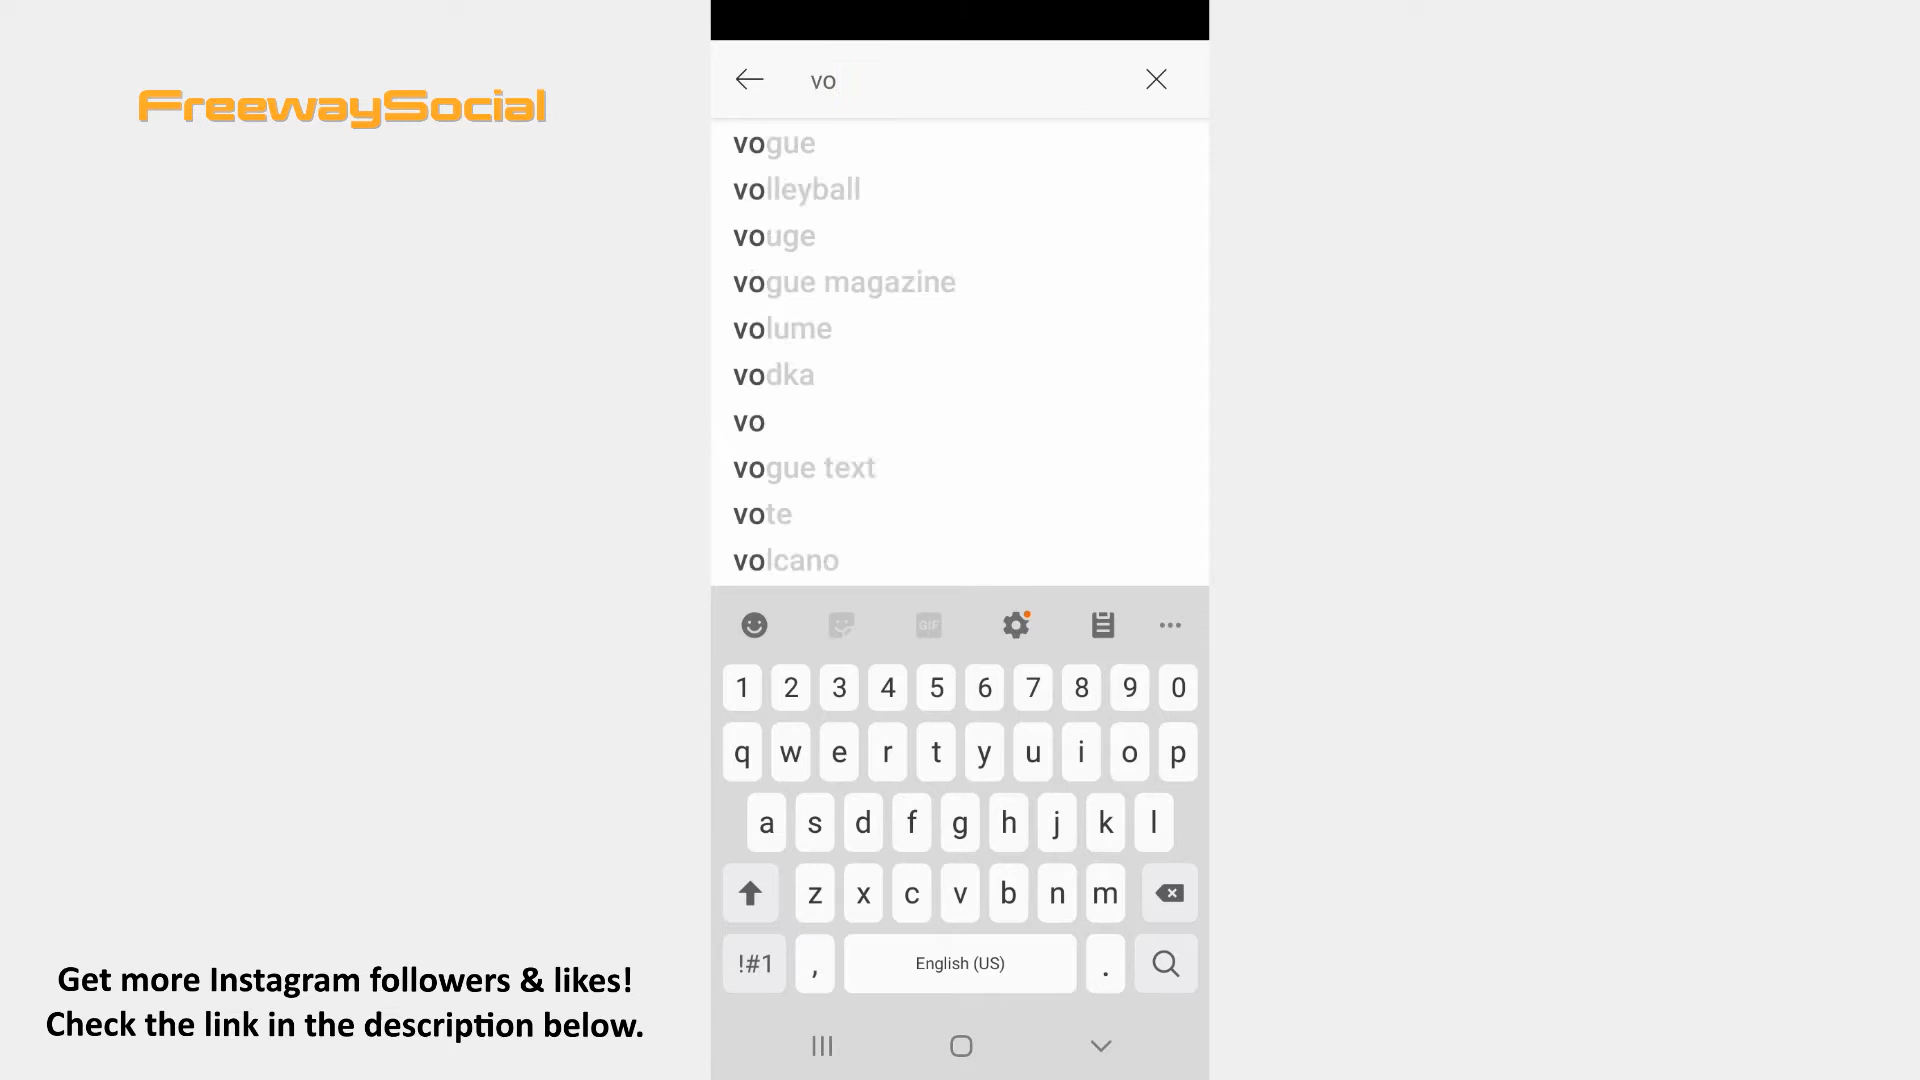 FreewaySocial
vo
vogue
volleyball
vouge
vogue magazine
volume
vodka
vo
vogue text
vote
volcano
GIF
1 2 3 4 5 6 7 8 9 0
q w e r t y u i o p
a s d f g h j k l
z x c v b n m
!#1 , English (US) .
Get more Instagram followers & likes!
Check the link in the description below.